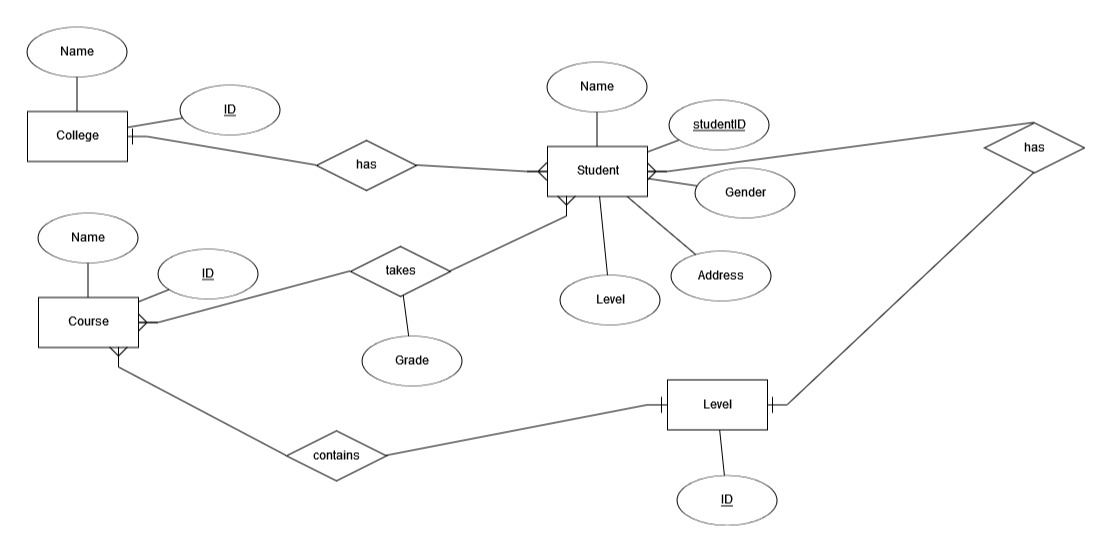 Name
ID
College
has
Name
studentID
Student
has
Gender
Name
ID
takes
Address
Level
Course
Grade
Level
contains
ID